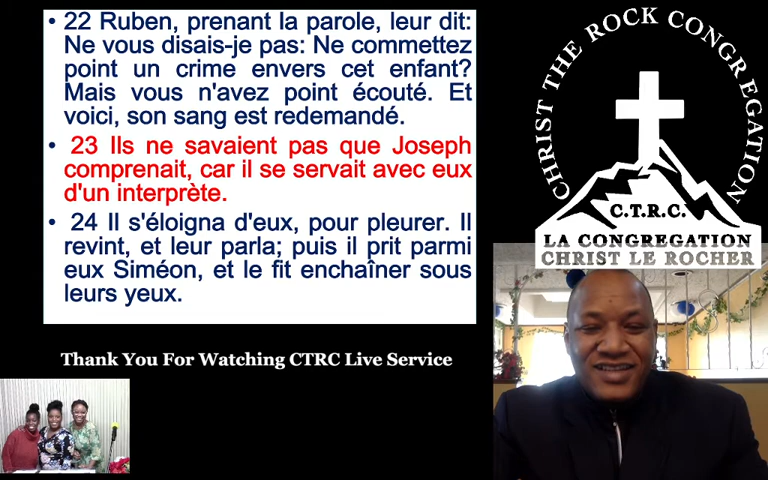 • 22 Ruben, prenant la parole, leur dit:
Ne vous disais-je pas: Ne commettez
point un crime envers cet enfant?
Mais vous n'avez point écouté. Et
voici, son sang est redemandé.
• 23 Ils ne savaient pas que Joseph
comprenait, car il se servait avec eux
d'un interprète.
• 24 Il s'éloigna d'eux, pour pleurer. Il
revint, et leur parla; puis il prit parmi
eux Siméon, et le fit enchaîner sous
leurs yeux.
Thank You For Watching CTRC Live Service
CHRIST THE ROCK CONGREGATION
C.T.R.C.
LA CONGREGATION
CHRIST LE ROCHER